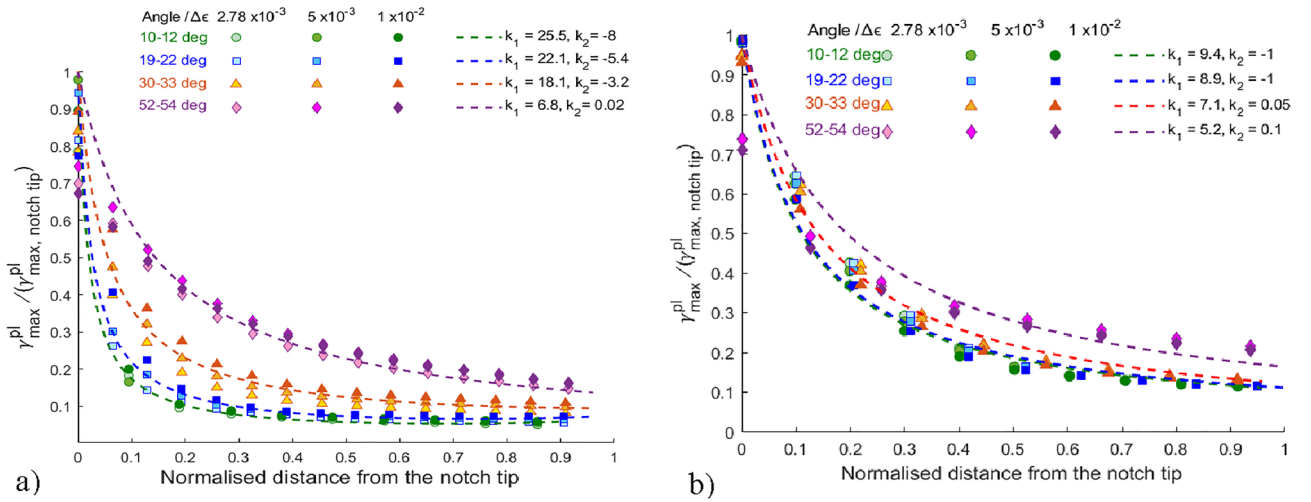 Angle /Δϵ 2.78 x10⁻³ 5 x10⁻³ 1 x10⁻²
10-12 deg k₁ = 25.5, k₂= -8
19-22 deg k₁ = 22.1, k₂= -5.4
30-33 deg k₁ = 18.1, k₂= -3.2
52-54 deg k₁ = 6.8, k₂= 0.02
γᵖˡmax /(γᵖˡmax, notch tip)
1
0.9
0.8
0.7
0.6
0.5
0.4
0.3
0.2
0.1
0 0.1 0.2 0.3 0.4 0.5 0.6 0.7 0.8 0.9 1
Normalised distance from the notch tip
a)
Angle /Δϵ 2.78 x10⁻³ 5 x10⁻³ 1 x10⁻²
10-12 deg k₁ = 9.4, k₂ = -1
19-22 deg k₁ = 8.9, k₂ = -1
30-33 deg k₁ = 7.1, k₂ = 0.05
52-54 deg k₁ = 5.2, k₂ = 0.1
γᵖˡmax /(γᵖˡmax, notch tip)
1
0.9
0.8
0.7
0.6
0.5
0.4
0.3
0.2
0.1
0
0 0.1 0.2 0.3 0.4 0.5 0.6 0.7 0.8 0.9 1
Normalised distance from the notch tip
b)